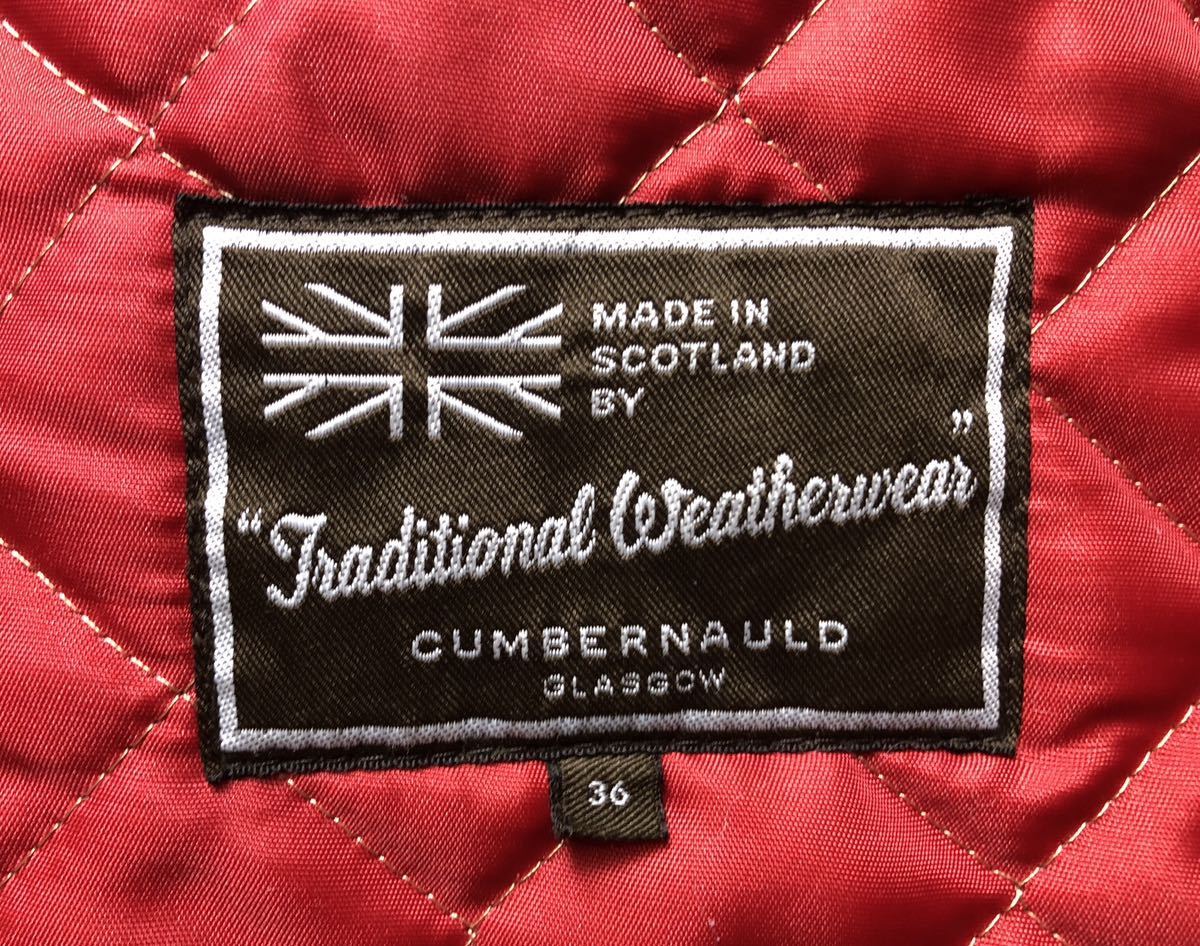 MADE IN
SCOTLAND
BY
"Traditional Weatherwear"
CUMBERNAULD
GLASGOW
36